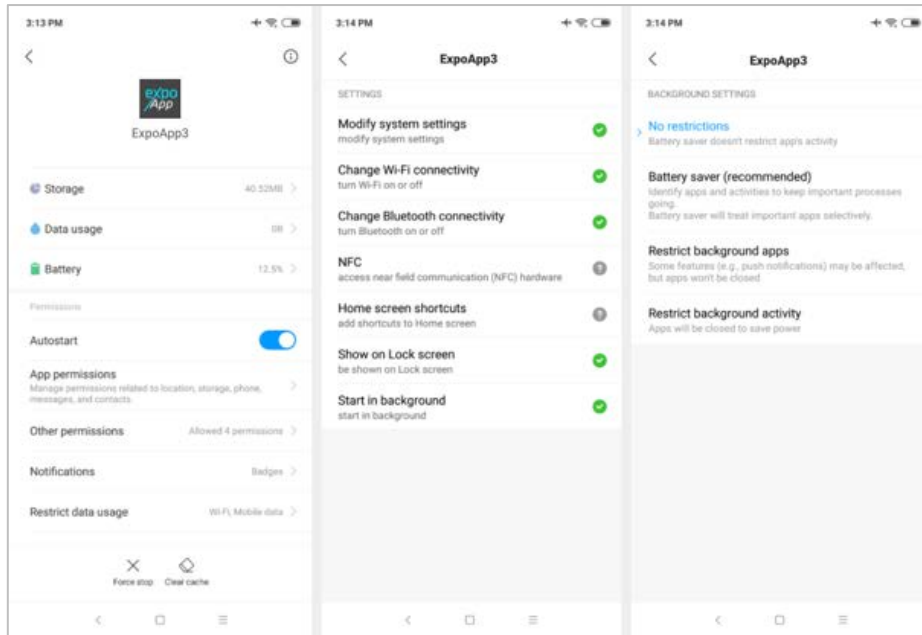 3:13 PM
expo
App
ExpoApp3
Storage 40.52MB
Data usage 0B
Battery 12.5%
Permissions
Autostart
App permissions
Manage permissions related to location, storage, phone,
messages, and contacts.
Other permissions Allowed 4 permissions
Notifications Badges
Restrict data usage Wi-Fi, Mobile data
Force stop Clear cache
3:14 PM
ExpoApp3
SETTINGS
Modify system settings
modify system settings
Change Wi-Fi connectivity
turn Wi-Fi on or off
Change Bluetooth connectivity
turn Bluetooth on or off
NFC
access near field communication (NFC) hardware
Home screen shortcuts
add shortcuts to Home screen
Show on Lock screen
be shown on Lock screen
Start in background
start in background
3:14 PM
ExpoApp3
BACKGROUND SETTINGS
No restrictions
Battery saver doesn't restrict app's activity
Battery saver (recommended)
Identify apps and activities to keep important processes
going.
Battery saver will treat important apps selectively.
Restrict background apps
Some features (e.g., push notifications) may be affected,
but apps won't be closed
Restrict background activity
Apps will be closed to save power